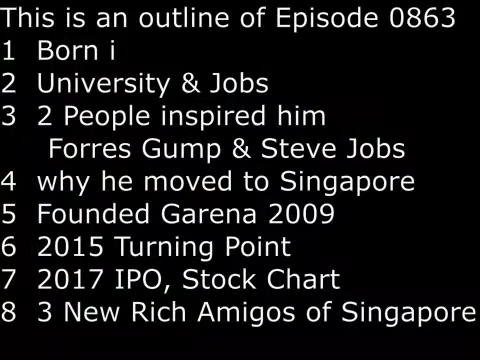 This is an outline of Episode 0863
1 Born i
2 University & Jobs
3 2 People inspired him
Forres Gump & Steve Jobs
4 why he moved to Singapore
5 Founded Garena 2009
6 2015 Turning Point
7 2017 IPO, Stock Chart
8 3 New Rich Amigos of Singapore